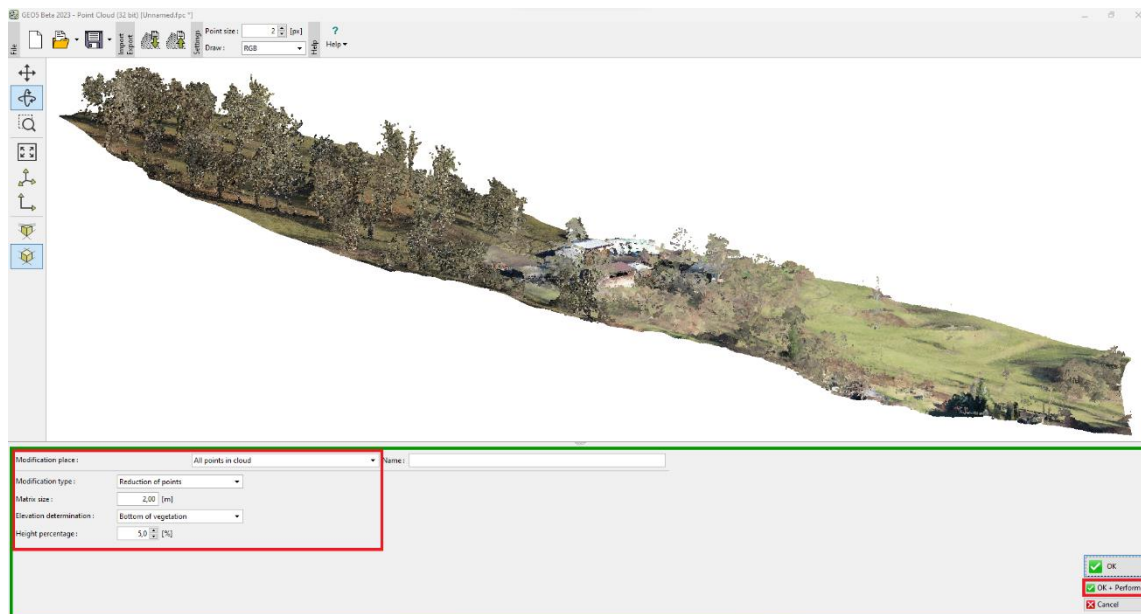 GEO5 Beta 2023 - Point Cloud (32 bit) [Unnamed.fpc *]
File
Import
Export
Settings
Point size : 2 [px]
Draw : RGB
Help
?
Help
Modification place : All points in cloud Name :
Modification type : Reduction of points
Matrix size : 2,00 [m]
Elevation determination : Bottom of vegetation
Height percentage : 5,0 [%]
OK
OK + Perform
Cancel